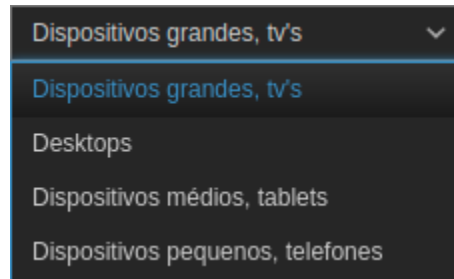 Dispositivos grandes, tv's
Dispositivos grandes, tv's
Desktops
Dispositivos médios, tablets
Dispositivos pequenos, telefones